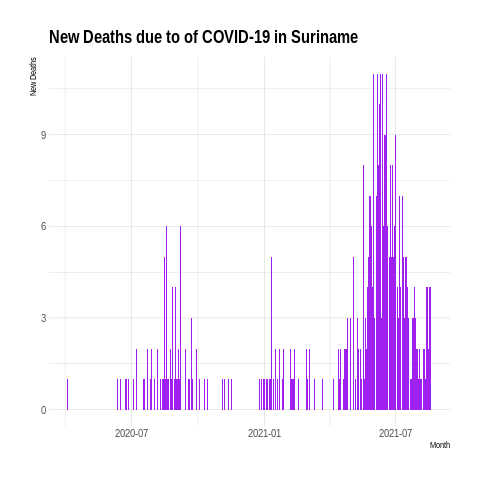 New Deaths due to of COVID-19 in Suriname
New Deaths
9
6
3
0
2020-07
2021-01
2021-07
Month